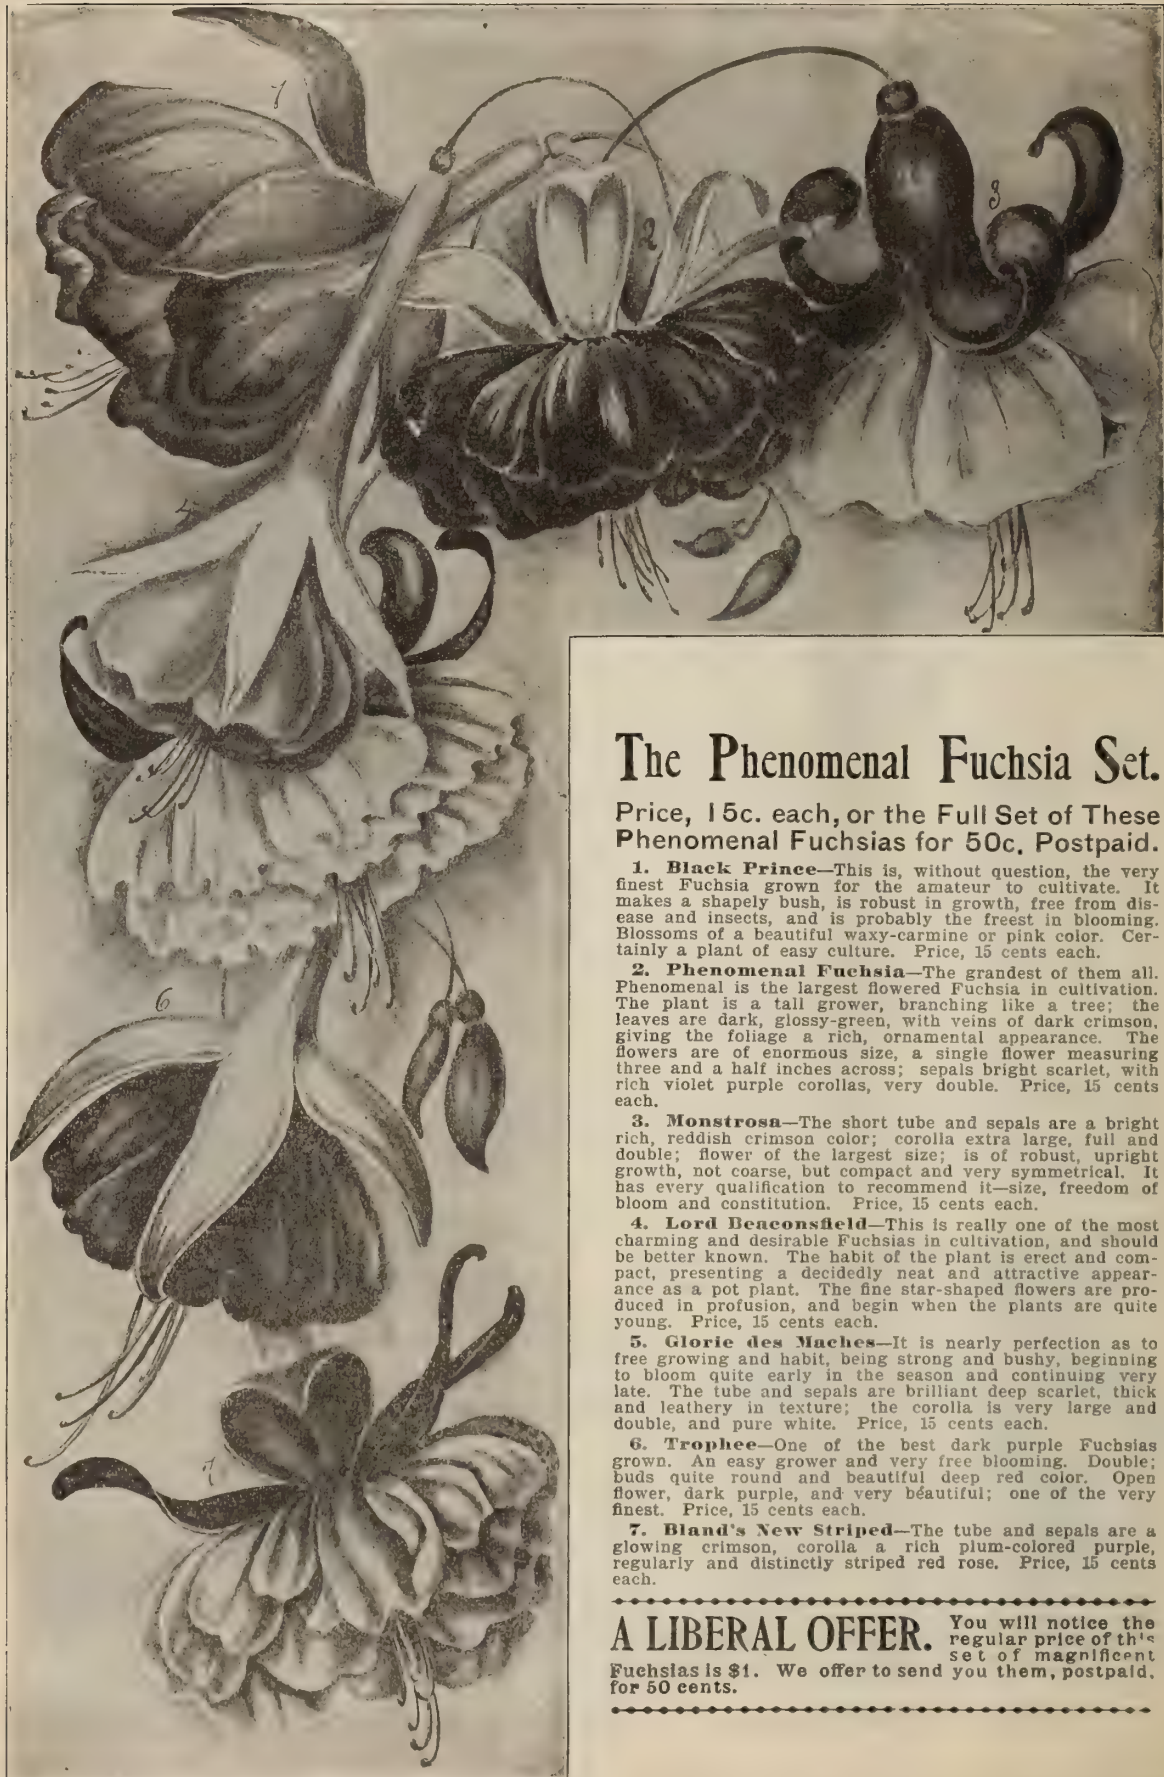 1
2
3
4
6
7
The Phenomenal Fuchsia Set.
Price, 15c. each, or the Full Set of These
Phenomenal Fuchsias for 50c. Postpaid.
1. Black Prince—This is, without question, the very
finest Fuchsia grown for the amateur to cultivate. It
makes a shapely bush, is robust in growth, free from dis-
ease and insects, and is probably the freest in blooming.
Blossoms of a beautiful waxy-carmine or pink color. Cer-
tainly a plant of easy culture. Price, 15 cents each.
2. Phenomenal Fuchsia—The grandest of them all.
Phenomenal is the largest flowered Fuchsia in cultivation.
The plant is a tall grower, branching like a tree; the
leaves are dark, glossy-green, with veins of dark crimson,
giving the foliage a rich, ornamental appearance. The
flowers are of enormous size, a single flower measuring
three and a half inches across; sepals bright scarlet, with
rich violet purple corollas, very double. Price, 15 cents
each.
3. Monstrosa—The short tube and sepals are a bright
rich, reddish crimson color; corolla extra large, full and
double; flower of the largest size; is of robust, upright
growth, not coarse, but compact and very symmetrical. It
has every qualification to recommend it—size, freedom of
bloom and constitution. Price, 15 cents each.
4. Lord Beaconsfield—This is really one of the most
charming and desirable Fuchsias in cultivation, and should
be better known. The habit of the plant is erect and com-
pact, presenting a decidedly neat and attractive appear-
ance as a pot plant. The fine star-shaped flowers are pro-
duced in profusion, and begin when the plants are quite
young. Price, 15 cents each.
5. Glorie des Maches—It is nearly perfection as to
free growing and habit, being strong and bushy, beginning
to bloom quite early in the season and continuing very
late. The tube and sepals are brilliant deep scarlet, thick
and leathery in texture; the corolla is very large and
double, and pure white. Price, 15 cents each.
6. Trophee—One of the best dark purple Fuchsias
grown. An easy grower and very free blooming. Double;
buds quite round and beautiful deep red color. Open
flower, dark purple, and very béautiful; one of the very
finest. Price, 15 cents each.
7. Bland's New Striped—The tube and sepals are a
glowing crimson, corolla a rich plum-colored purple,
regularly and distinctly striped red rose. Price, 15 cents
each.
A LIBERAL OFFER. You will notice the
regular price of this
set of magnificent
Fuchsias is $1. We offer to send you them, postpaid,
for 50 cents.